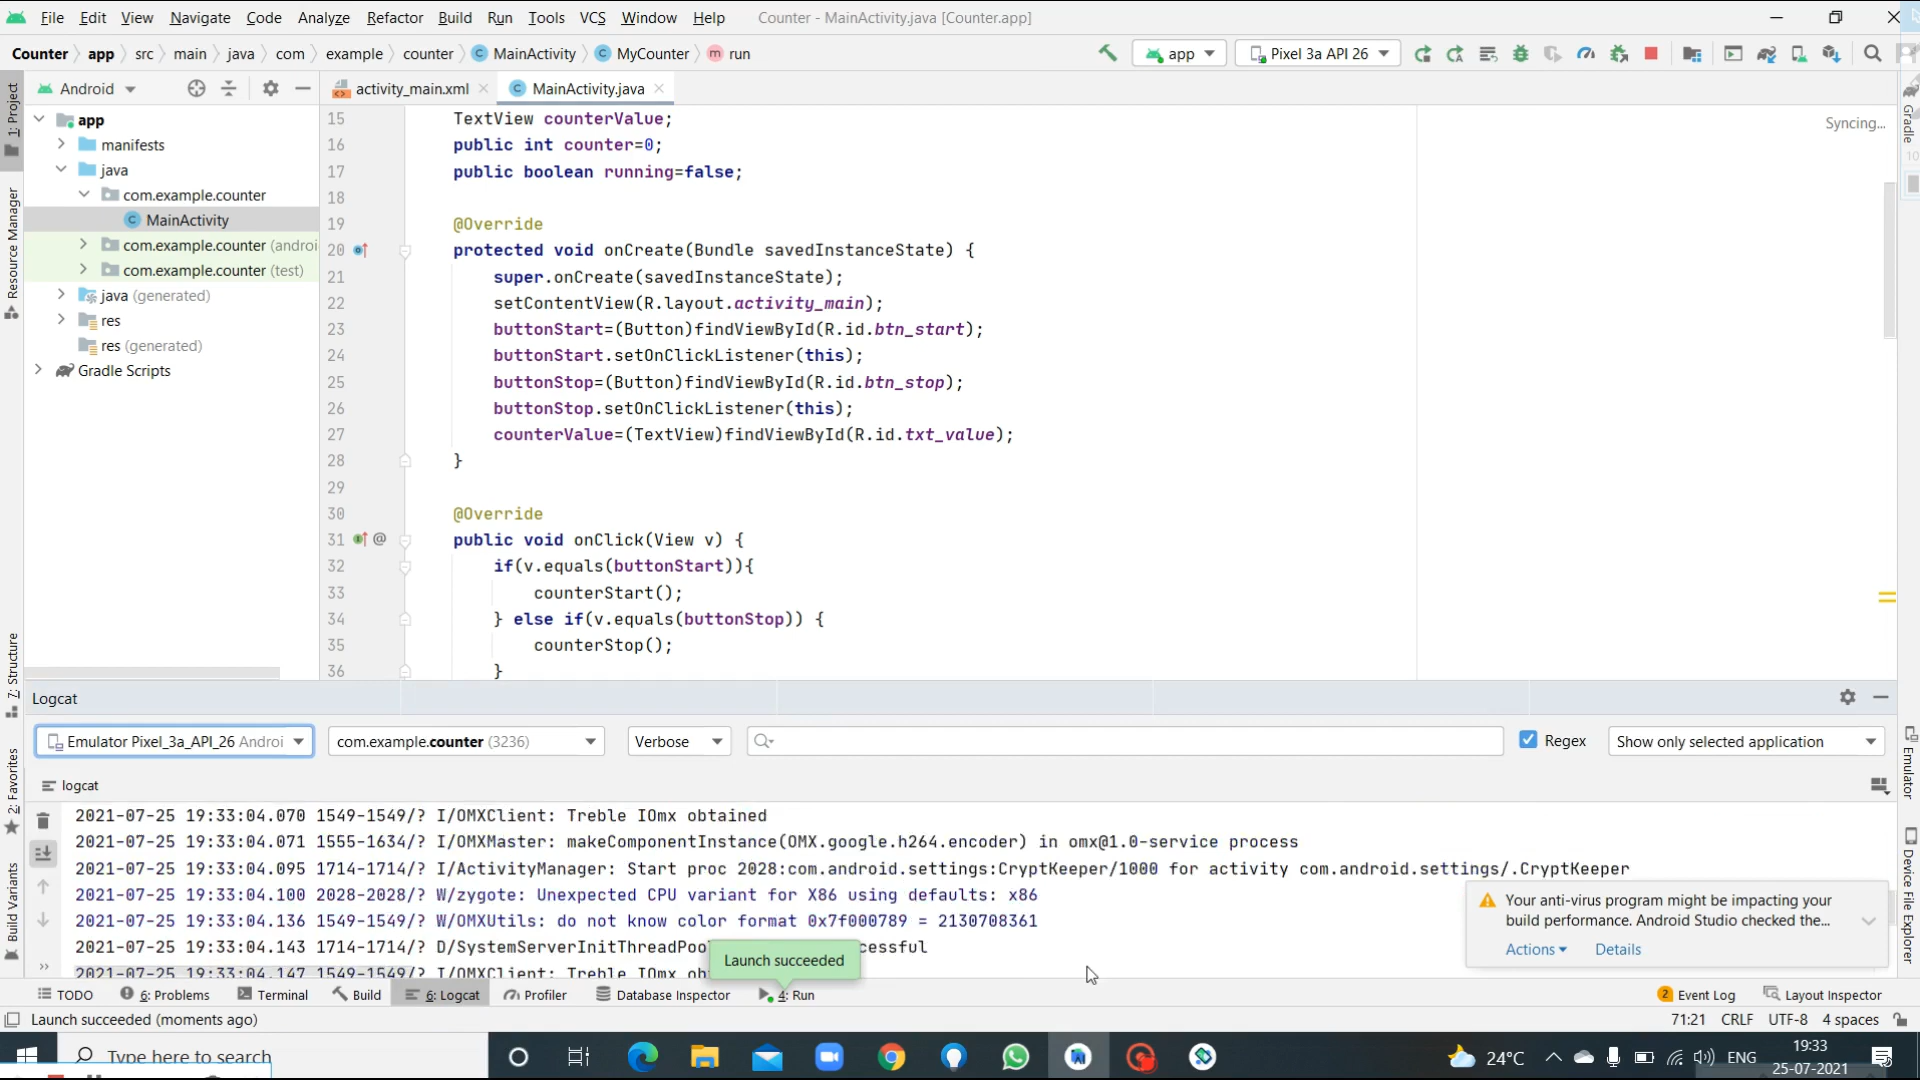 File Edit View Navigate Code Analyze Refactor Build Run Tools VCS Window Help Counter - MainActivity.java [Counter.app]
Counter app src main java com example counter MainActivity MyCounter run app Pixel 3a API 26
Android activity_main.xml MainActivity.java
Syncing...
1: Project
Resource Manager
7: Structure
2: Favorites
Build Variants
Gradle
Emulator
Device File Explorer
app
manifests
java
com.example.counter
MainActivity
com.example.counter (androi
com.example.counter (test)
java (generated)
res
res (generated)
Gradle Scripts
15 TextView counterValue;
16 public int counter=0;
17 public boolean running=false;
18
19 @Override
20 protected void onCreate(Bundle savedInstanceState) {
21 super.onCreate(savedInstanceState);
22 setContentView(R.layout.activity_main);
23 buttonStart=(Button)findViewById(R.id.btn_start);
24 buttonStart.setOnClickListener(this);
25 buttonStop=(Button)findViewById(R.id.btn_stop);
26 buttonStop.setOnClickListener(this);
27 counterValue=(TextView)findViewById(R.id.txt_value);
28 }
29
30 @Override
31 @ public void onClick(View v) {
32 if(v.equals(buttonStart)){
33 counterStart();
34 } else if(v.equals(buttonStop)) {
35 counterStop();
36 }
Logcat
Emulator Pixel_3a_API_26 Androi com.example.counter (3236) Verbose Regex Show only selected application
logcat
2021-07-25 19:33:04.070 1549-1549/? I/OMXClient: Treble IOmx obtained
2021-07-25 19:33:04.071 1555-1634/? I/OMXMaster: makeComponentInstance(OMX.google.h264.encoder) in omx@1.0-service process
2021-07-25 19:33:04.095 1714-1714/? I/ActivityManager: Start proc 2028:com.android.settings:CryptKeeper/1000 for activity com.android.settings/.CryptKeeper
2021-07-25 19:33:04.100 2028-2028/? W/zygote: Unexpected CPU variant for X86 using defaults: x86
2021-07-25 19:33:04.136 1549-1549/? W/OMXUtils: do not know color format 0x7f000789 = 2130708361
2021-07-25 19:33:04.143 1714-1714/? D/SystemServerInitThreadPoo cessful
2021-07-25 19:33:04.147 1549-1549/? I/OMXClient: Treble IOmx ob
Launch succeeded
Your anti-virus program might be impacting your
build performance. Android Studio checked the...
Actions Details
TODO 6: Problems Terminal Build 6: Logcat Profiler Database Inspector 4: Run 2 Event Log Layout Inspector
Launch succeeded (moments ago) 71:21 CRLF UTF-8 4 spaces
Type here to search 24°C ENG 19:33
25-07-2021